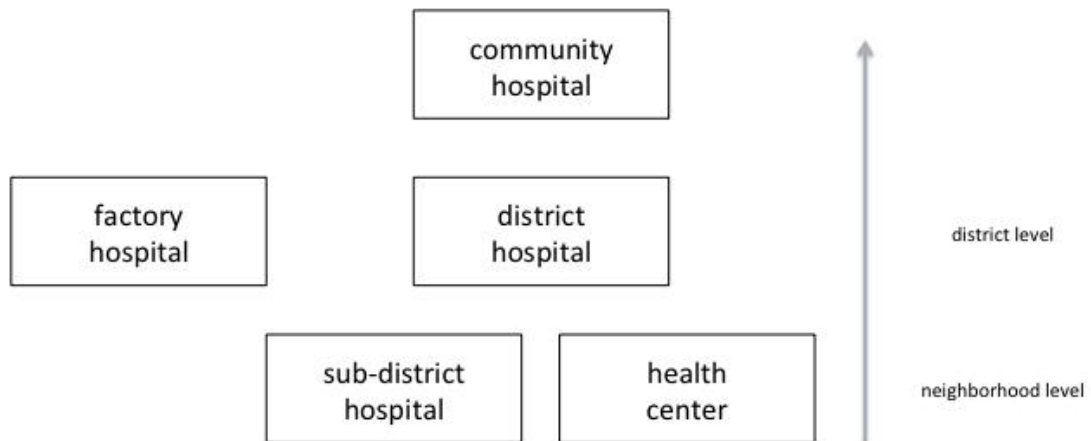 community
hospital
factory
hospital
district
hospital
district level
sub-district
hospital
health
center
neighborhood level